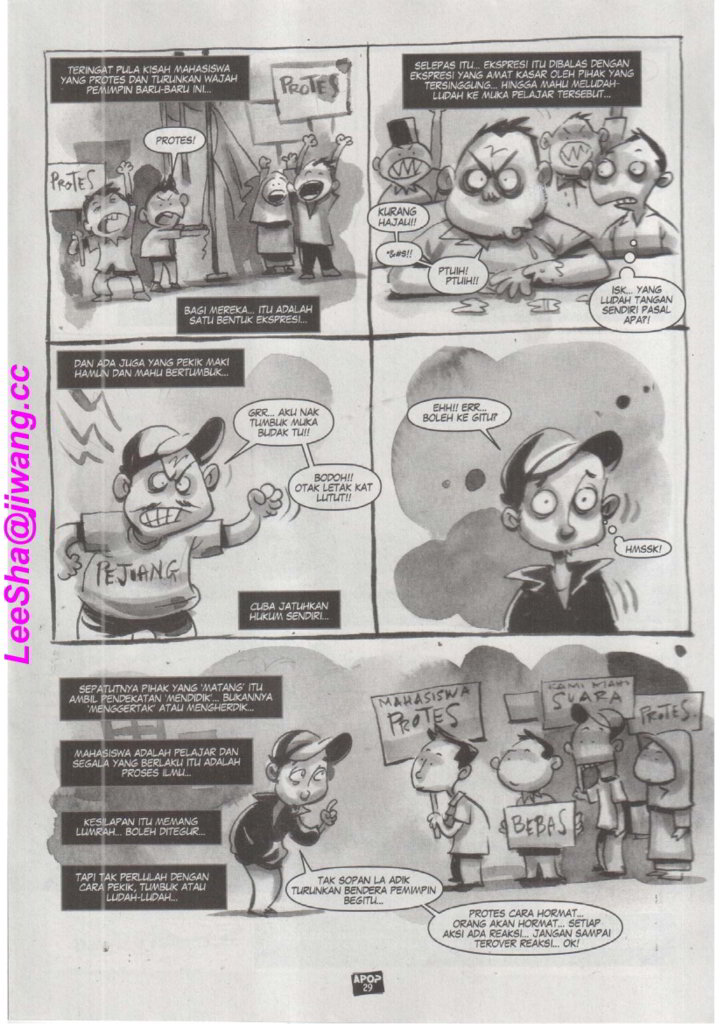 TERINGAT PULA KISAH MAHASISWA
YANG PROTES DAN TURUNKAN WAJAH
PEMIMPIN BARU-BARU INI...
PROTES
PROTES!
PROTES
BAGI MEREKA... ITU ADALAH
SATU BENTUK EKSPRESI...
SELEPAS ITU... EKSPRESI ITU DIBALAS DENGAN
EKSPRESI YANG AMAT KASAR OLEH PIHAK YANG
TERSINGGUNG... HINGGA MAHU MELUDAH-
LUDAH KE MUKA PELAJAR TERSEBUT...
KURANG
HAJAU!!
*&#$!!
PTUIH!
PTUIH!!
ISK... YANG
LUDAH TANGAN
SENDIRI PASAL
APA?!
DAN ADA JUGA YANG PEKIK MAKI
HAMUN DAN MAHU BERTUMBUK...
GRR... AKU NAK
TUMBUK MUKA
BUDAK TU!!
BODOH!!
OTAK LETAK KAT
LUTUT!!
PEJUANG
CUBA JATUHKAN
HUKUM SENDIRI...
EHH!! ERR...
BOLEH KE GITU?
HMSSK!
SEPATUTNYA PIHAK YANG 'MATANG' ITU
AMBIL PENDEKATAN 'MENDIDIK'... BUKANNYA
'MENGGERTAK' ATAU MENGHERDIK...
MAHASISWA ADALAH PELAJAR DAN
SEGALA YANG BERLAKU ITU ADALAH
PROSES ILMU...
KESILAPAN ITU MEMANG
LUMRAH... BOLEH DITEGUR...
TAPI TAK PERLULAH DENGAN
CARA PEKIK, TUMBUK ATAU
LUDAH-LUDAH...
MAHASISWA
PROTES
SUARA
PROTES
BEBAS
TAK SOPAN LA ADIK
TURUNKAN BENDERA PEMIMPIN
BEGITU...
PROTES CARA HORMAT...
ORANG AKAN HORMAT... SETIAP
AKSI ADA REAKSI... JANGAN SAMPAI
TEROVER REAKSI... OK!
APO?
29
LeeSha@jiwang.cc